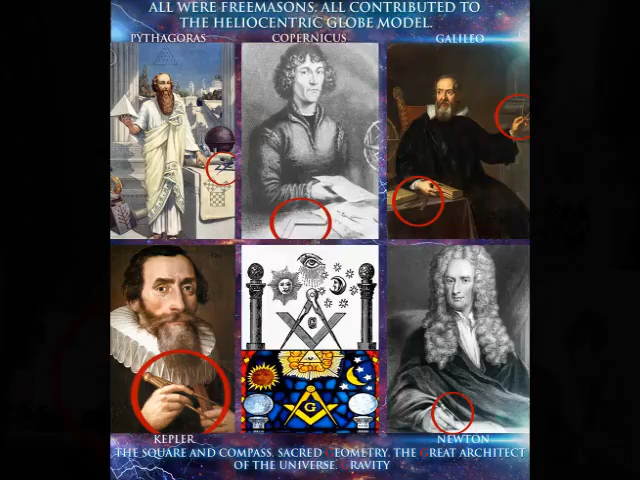 ALL WERE FREEMASONS. ALL CONTRIBUTED TO
THE HELIOCENTRIC GLOBE MODEL.
PYTHAGORAS COPERNICUS GALILEO
G
G
KEPLER NEWTON
THE SQUARE AND COMPASS. SACRED GEOMETRY. THE GREAT ARCHITECT
OF THE UNIVERSE. GRAVITY